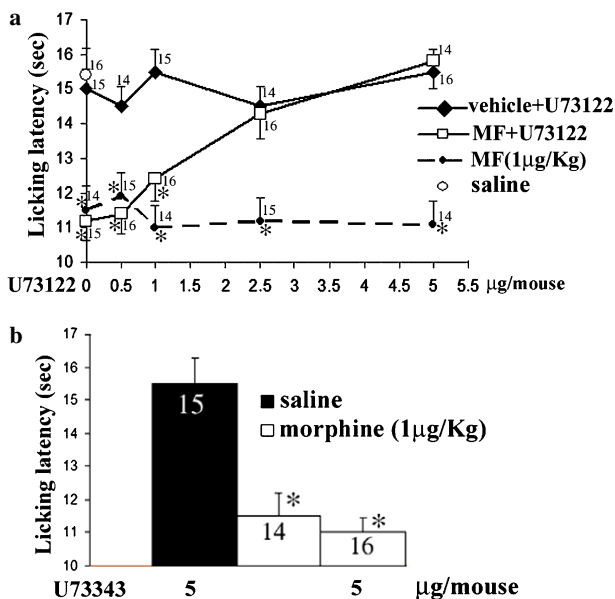 a
Licking latency (sec)
17
16
15
14
13
12
11
10
16
15
14
15
14
16
14
16
* 14
* 15
* 16
* 15
* 16
14 *
15 *
14 *
vehicle+U73122
MF+U73122
MF(1μg/Kg)
saline
U73122 0 0.5 1 1.5 2 2.5 3 3.5 4 4.5 5 5.5 μg/mouse
b
Licking latency (sec)
17
16
15
14
13
12
11
10
15
14 *
16 *
saline
morphine (1μg/Kg)
U73343 5 5 μg/mouse